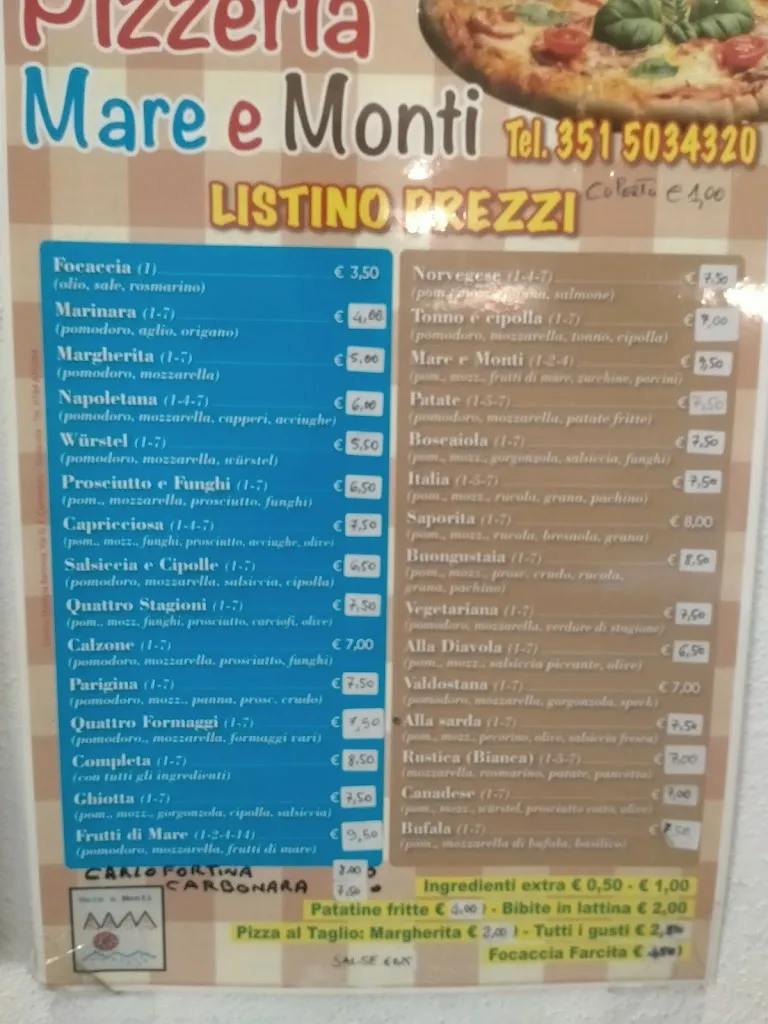 Pizzeria
Mare e Monti
Tel. 351 5034320
COPERTO € 1,00
LISTINO PREZZI
Focaccia (1) € 3,50
(olio, sale, rosmarino)
Marinara (1-7) € 4,00
(pomodoro, aglio, origano)
Margherita (1-7) € 5,00
(pomodoro, mozzarella)
Napoletana (1-4-7) € 6,00
(pomodoro, mozzarella, capperi, acciughe)
Würstel (1-7) € 5,50
(pomodoro, mozzarella, würstel)
Prosciutto e Funghi (1-7) € 6,50
(pom., mozzarella, prosciutto, funghi)
Capricciosa (1-4-7) € 7,50
(pom., mozz., funghi, prosciutto, acciughe, olive)
Salsiccia e Cipolle (1-7) € 6,50
(pomodoro, mozzarella, salsiccia, cipolla)
Quattro Stagioni (1-7) € 7,50
(pom., mozz. funghi, prosciutto, carciofi, olive)
Calzone (1-7) € 7,00
(pomodoro, mozzarella, prosciutto, funghi)
Parigina (1-7) € 7,50
(pomodoro, mozz., panna, prosc. crudo)
Quattro Formaggi (1-7) € 7,50
(pomodoro., mozzarella, formaggi vari)
Completa (1-7) € 8,50
(con tutti gli ingredienti)
Ghiotta (1-7) € 7,50
(pom., mozz., gorgonzola, cipolla, salsiccia)
Frutti di Mare (1-2-4-14) € 9,50
(pomodoro, mozzarella, frutti di mare)
CARLOFORTINA 8.00
CARBONARA 7,50
Norvegese (1-4-7) € 7,50
(pom., salmone)
Tonno e cipolla (1-7) € 7,00
(pomodoro, mozzarella, tonno, cipolla)
Mare e Monti (1-2-4) € 9,50
(pom., mozz., frutti di mare, zucchine, porcini)
Patate (1-5-7) € 7,50
(pomodoro, mozzarella, patate fritte)
Boscaiola (1-7) € 7,50
(pom., mozz., gorgonzola, salsiccia, funghi)
Italia (1-5-7) € 7,50
(pom., mozz., rucola, grana, pachino)
Saporita (1-7) € 8,00
(pom., mozz., rucola, bresaola, grana)
Buongustaia (1-7) € 8,50
(pom., mozz., prosc. crudo, rucola,
grana, pachino)
Vegetariana (1-7) € 7,50
(pomodoro, mozzarella, verdure di stagione)
Alla Diavola (1-7) € 6,50
(pom., mozz., salsiccia piccante, olive)
Valdostana (1-7) € 7,00
(pomodoro, mozzarella, gorgonzola, speck)
Alla sarda (1-7) € 7,50
(pom., mozz., pecorino, olive, salsiccia fresca)
Rustica (Bianca) (1-5-7) € 7,00
(mozzarella, rosmarino, patate, pancetta)
Canadese (1-7) € 7,00
(pom., mozz., würstel, prosciutto cotto, olive)
Bufala (1-7) € 7,50
(pom., mozzarella di bufala, basilico)
Mare e Monti
Ingredienti extra € 0,50 - € 1,00
Patatine fritte € - Bibite in lattina € 2,00
Pizza al Taglio: Margherita € 2,00 - Tutti i gusti €
Focaccia Farcita €
SALSE